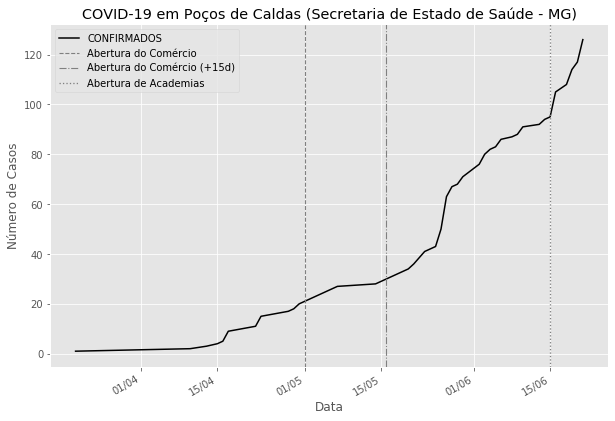 COVID-19 em Poços de Caldas (Secretaria de Estado de Saúde - MG)
CONFIRMADOS
Abertura do Comércio
Abertura do Comércio (+15d)
Abertura de Academias
Número de Casos
120
100
80
60
40
20
0
01/04
15/04
01/05
15/05
01/06
15/06
Data